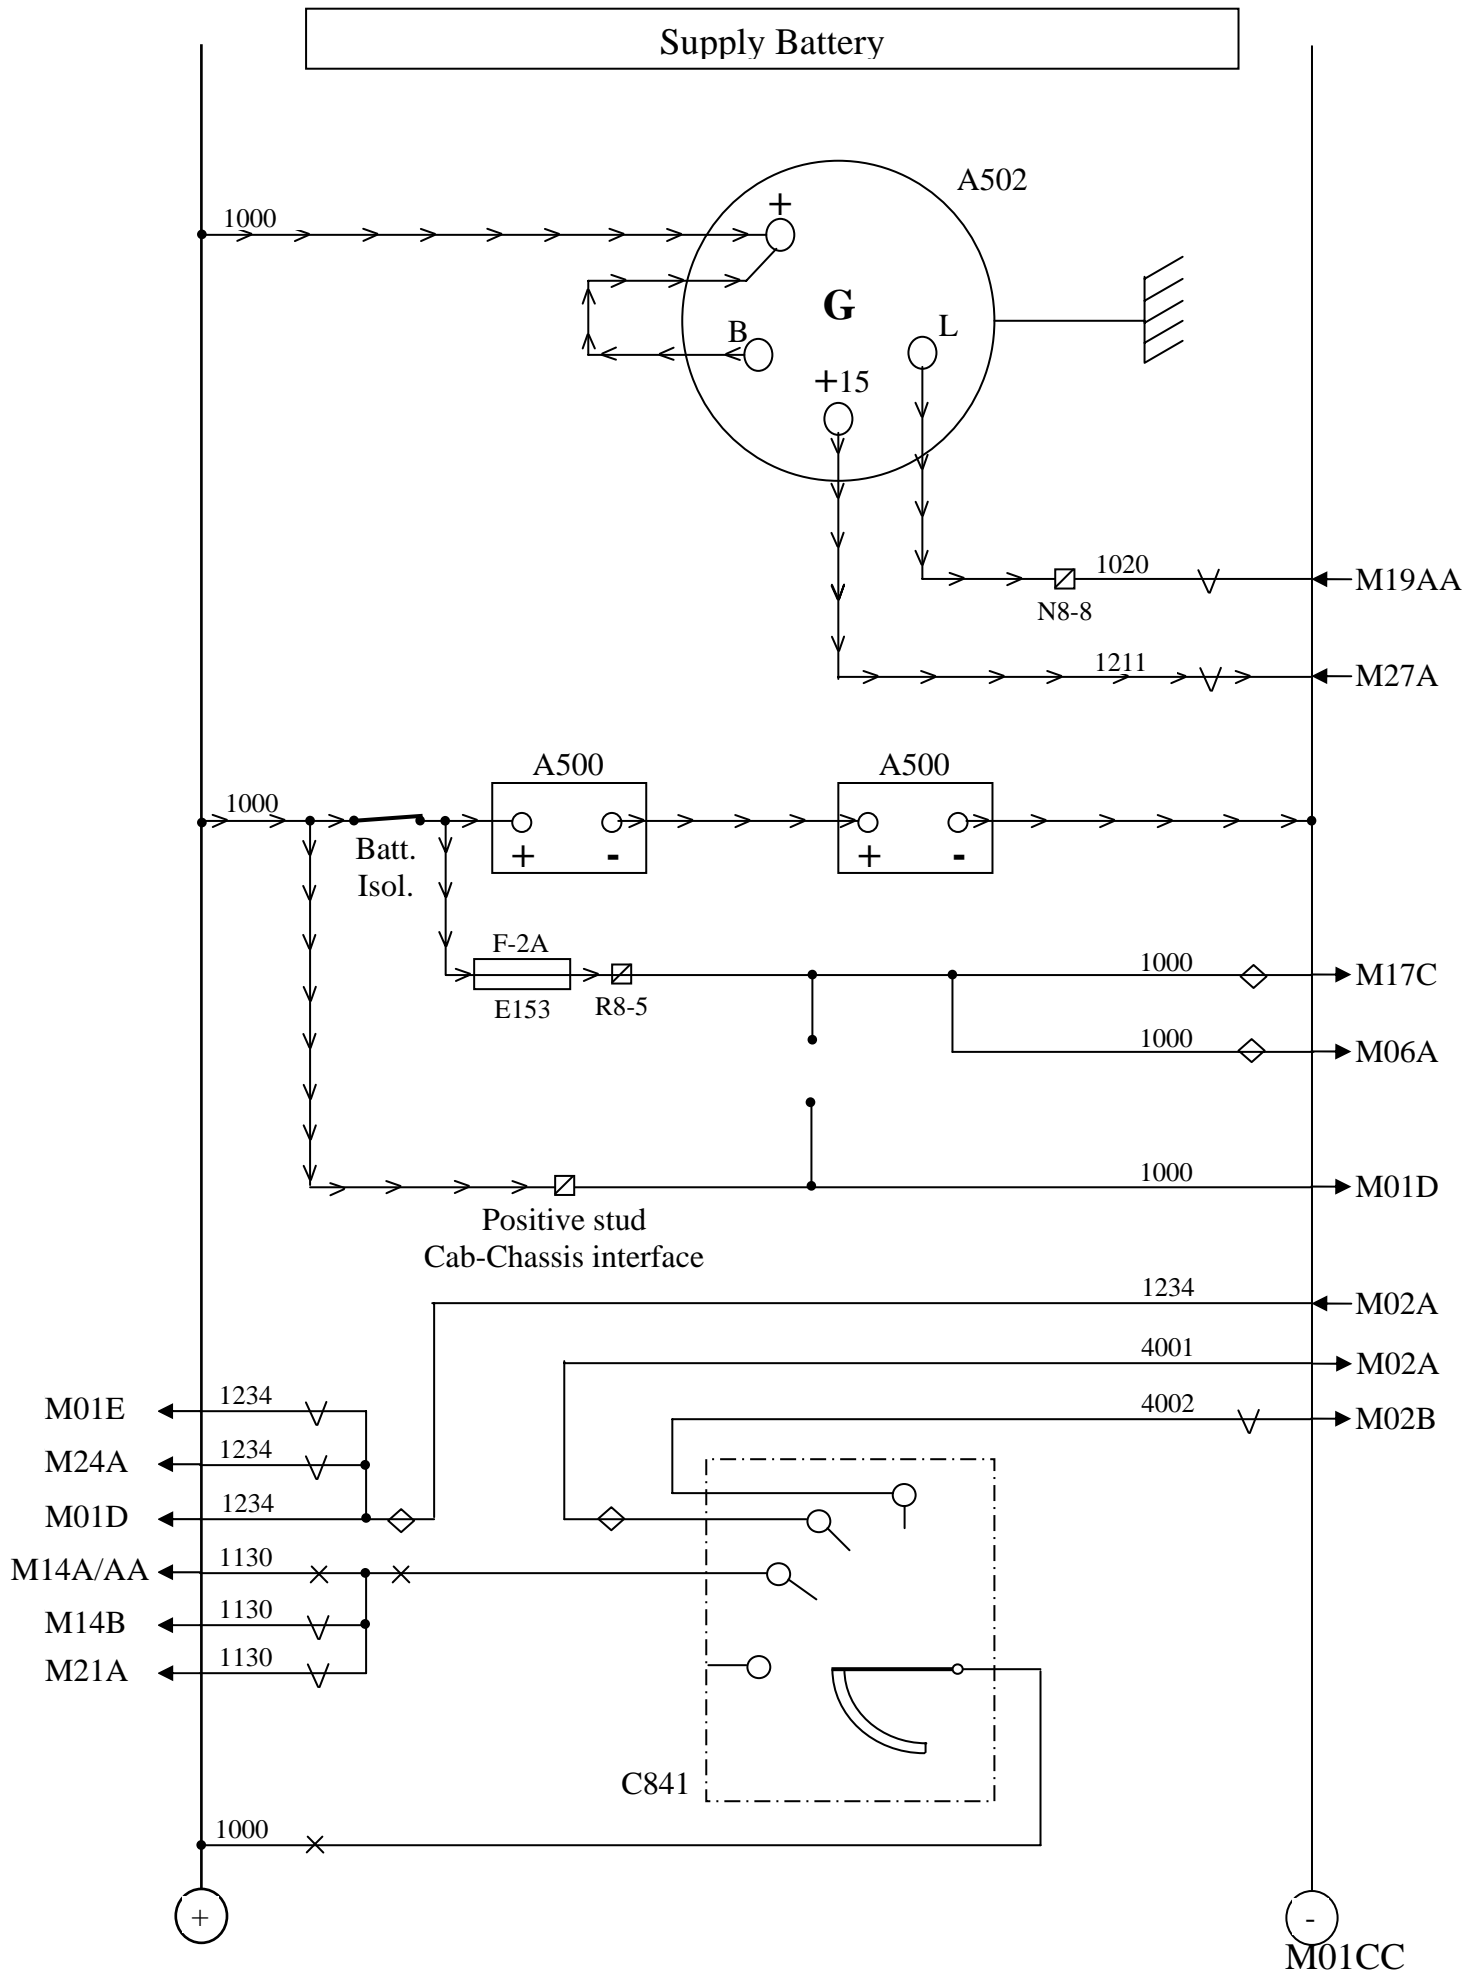 Supply Battery
A502
1000
+
G
B
L
+15
1020
M19AA
N8-8
1211
M27A
A500
A500
1000
+ -
+ -
Batt.
Isol.
F-2A
1000
M17C
E153
R8-5
1000
M06A
1000
M01D
Positive stud
Cab-Chassis interface
1234
M02A
4001
M02A
M01E
1234
4002
M02B
M24A
1234
M01D
1234
M14A/AA
1130
M14B
1130
M21A
1130
C841
1000
+
-
M01CC